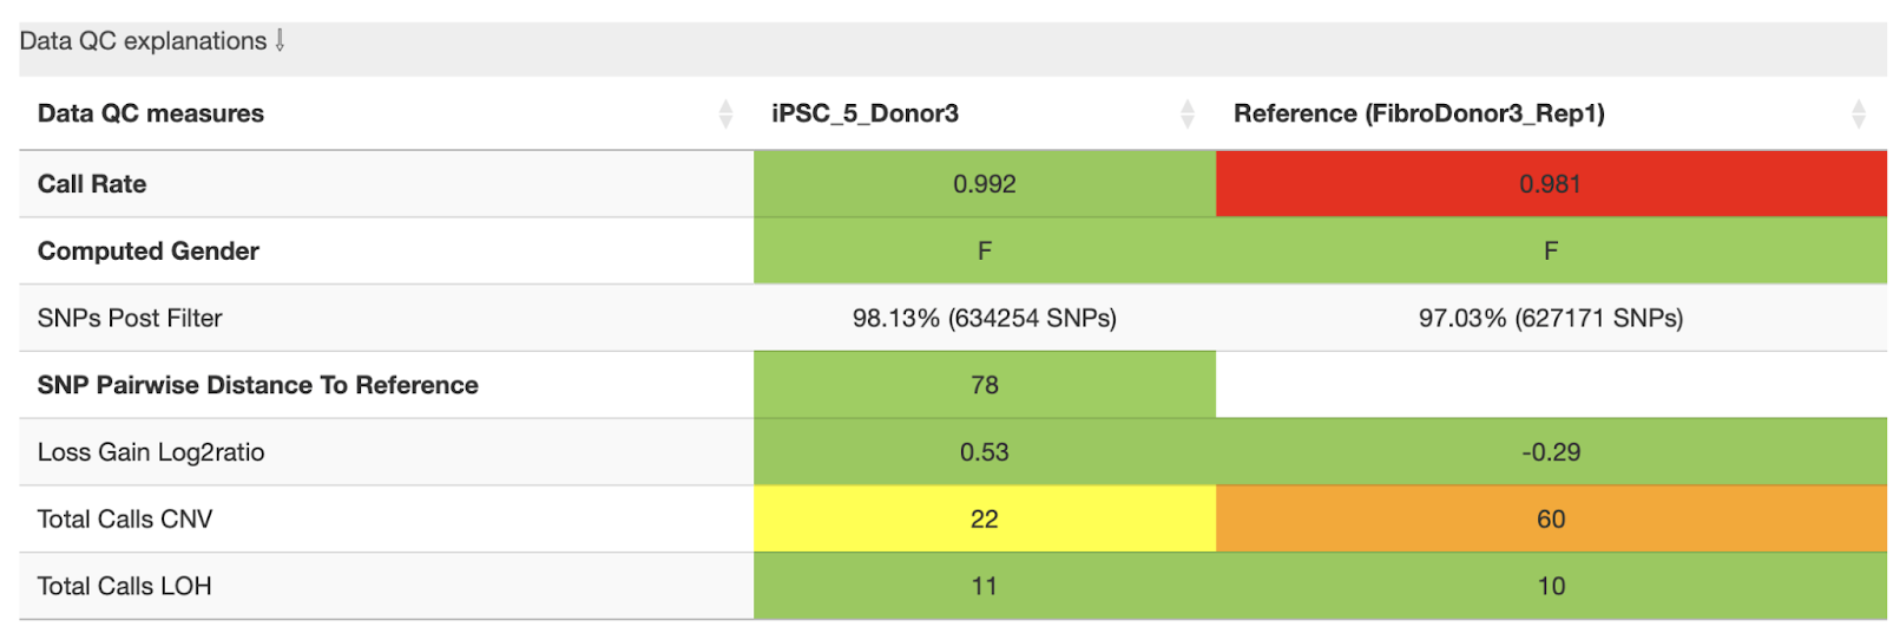 Data QC explanations ⇩
Data QC measures iPSC_5_Donor3 Reference (FibroDonor3_Rep1)
Call Rate 0.992 0.981
Computed Gender F F
SNPs Post Filter 98.13% (634254 SNPs) 97.03% (627171 SNPs)
SNP Pairwise Distance To Reference 78
Loss Gain Log2ratio 0.53 -0.29
Total Calls CNV 22 60
Total Calls LOH 11 10